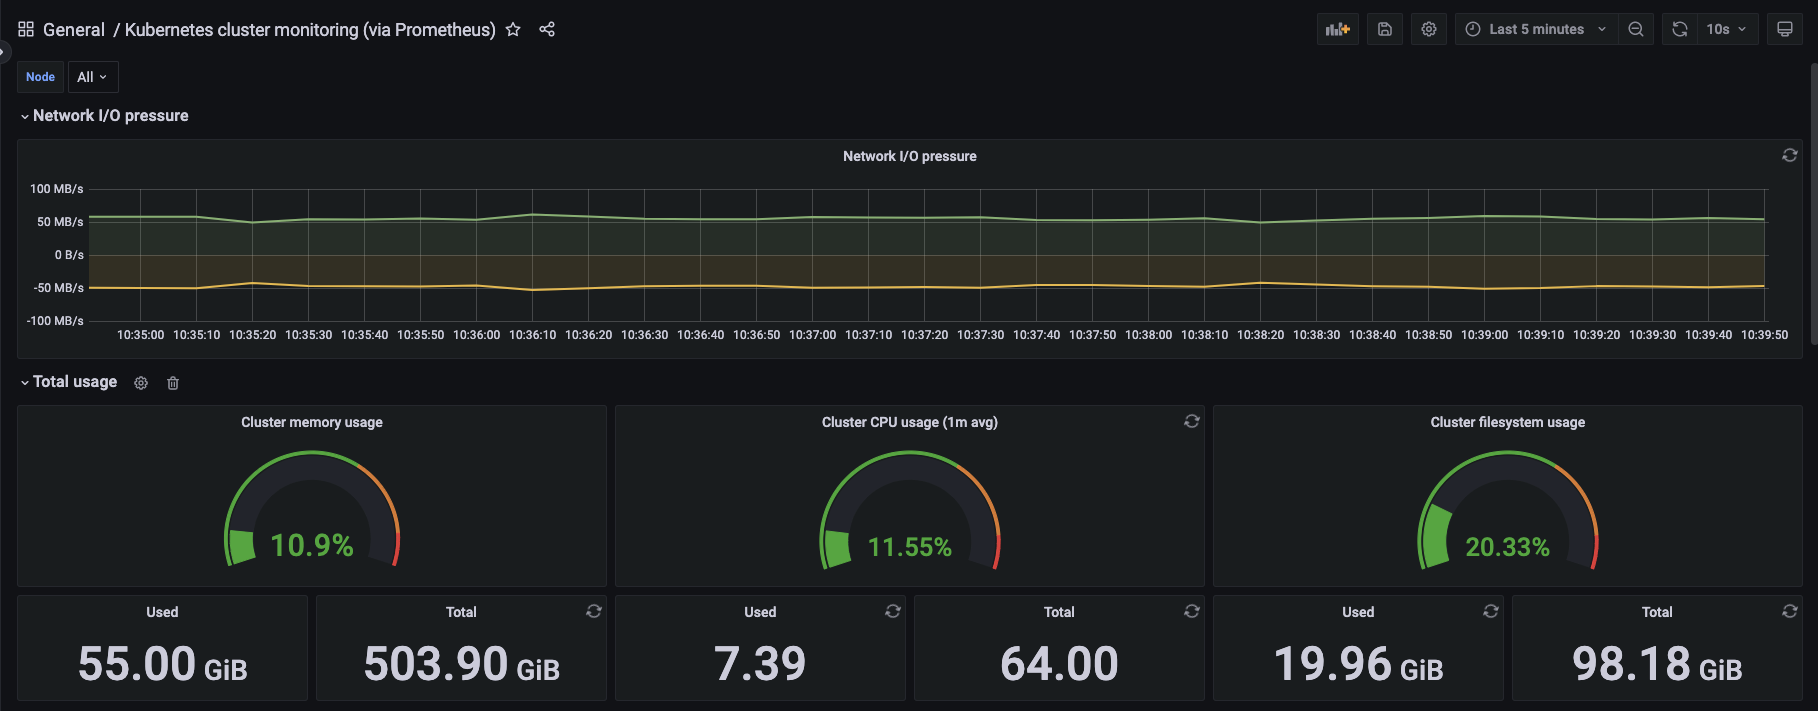 General / Kubernetes cluster monitoring (via Prometheus)
Last 5 minutes
10s
Node
All
Network I/O pressure
Network I/O pressure
100 MB/s
50 MB/s
0 B/s
-50 MB/s
-100 MB/s
10:35:00 10:35:10 10:35:20 10:35:30 10:35:40 10:35:50 10:36:00 10:36:10 10:36:20 10:36:30 10:36:40 10:36:50 10:37:00 10:37:10 10:37:20 10:37:30 10:37:40 10:37:50 10:38:00 10:38:10 10:38:20 10:38:30 10:38:40 10:38:50 10:39:00 10:39:10 10:39:20 10:39:30 10:39:40 10:39:50
Total usage
Cluster memory usage
10.9%
Cluster CPU usage (1m avg)
11.55%
Cluster filesystem usage
20.33%
Used
55.00 GiB
Total
503.90 GiB
Used
7.39
Total
64.00
Used
19.96 GiB
Total
98.18 GiB